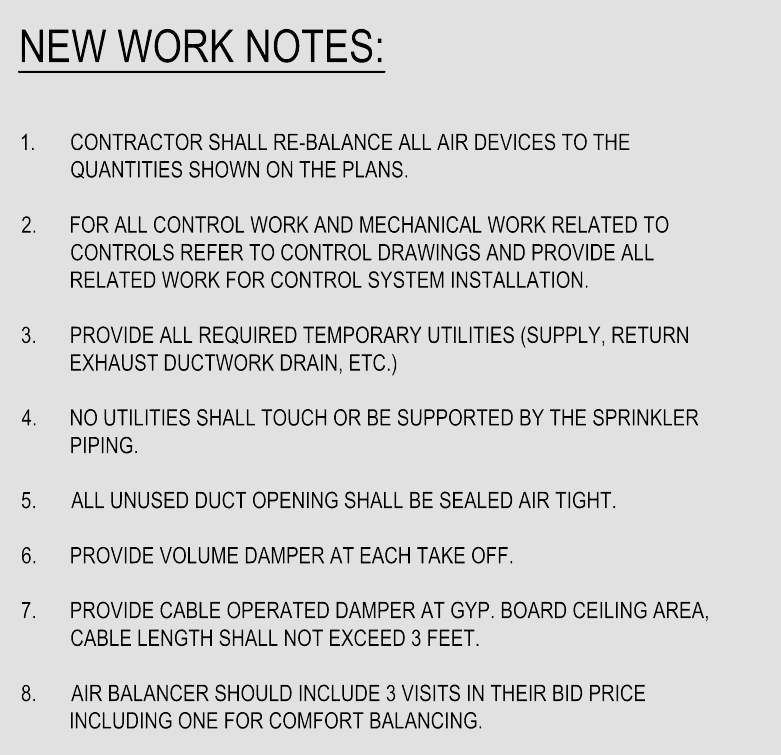 NEW WORK NOTES:
1. CONTRACTOR SHALL RE-BALANCE ALL AIR DEVICES TO THE
QUANTITIES SHOWN ON THE PLANS.
2. FOR ALL CONTROL WORK AND MECHANICAL WORK RELATED TO
CONTROLS REFER TO CONTROL DRAWINGS AND PROVIDE ALL
RELATED WORK FOR CONTROL SYSTEM INSTALLATION.
3. PROVIDE ALL REQUIRED TEMPORARY UTILITIES (SUPPLY, RETURN
EXHAUST DUCTWORK DRAIN, ETC.)
4. NO UTILITIES SHALL TOUCH OR BE SUPPORTED BY THE SPRINKLER
PIPING.
5. ALL UNUSED DUCT OPENING SHALL BE SEALED AIR TIGHT.
6. PROVIDE VOLUME DAMPER AT EACH TAKE OFF.
7. PROVIDE CABLE OPERATED DAMPER AT GYP. BOARD CEILING AREA,
CABLE LENGTH SHALL NOT EXCEED 3 FEET.
8. AIR BALANCER SHOULD INCLUDE 3 VISITS IN THEIR BID PRICE
INCLUDING ONE FOR COMFORT BALANCING.